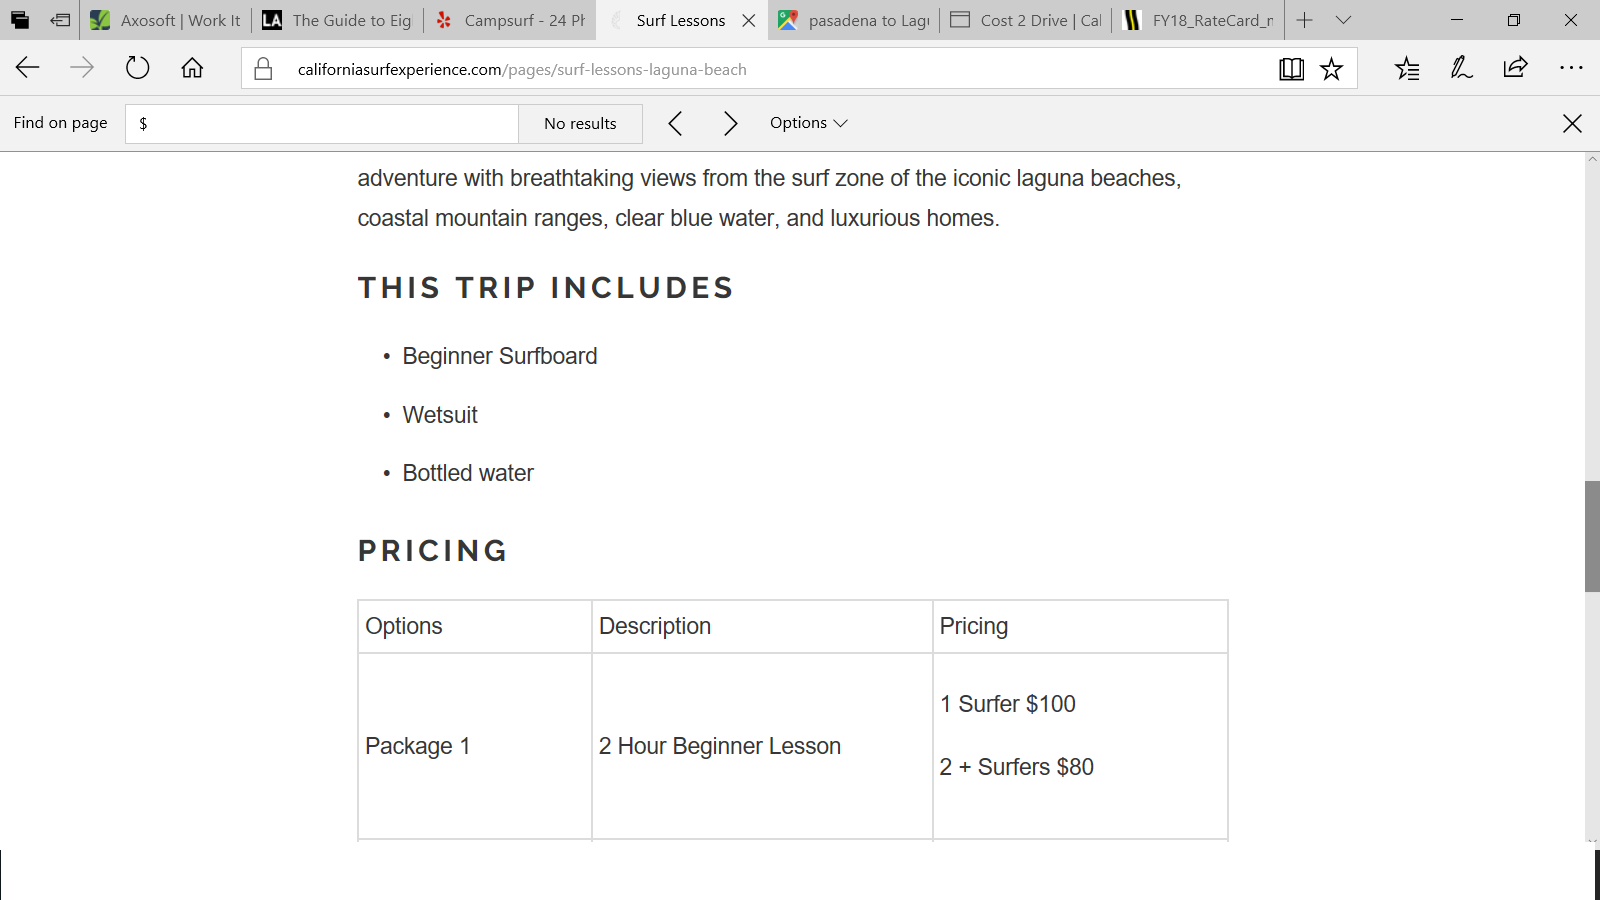 Axosoft | Work It
LA The Guide to Eig
Campsurf - 24 Ph
Surf Lessons
pasadena to Lagu
Cost 2 Drive | Cal
FY18_RateCard_n
californiasurfexperience.com/pages/surf-lessons-laguna-beach
Find on page $ No results Options
adventure with breathtaking views from the surf zone of the iconic laguna beaches,
coastal mountain ranges, clear blue water, and luxurious homes.
THIS TRIP INCLUDES
• Beginner Surfboard
• Wetsuit
• Bottled water
PRICING
Options Description Pricing
1 Surfer $100
Package 1 2 Hour Beginner Lesson
2 + Surfers $80